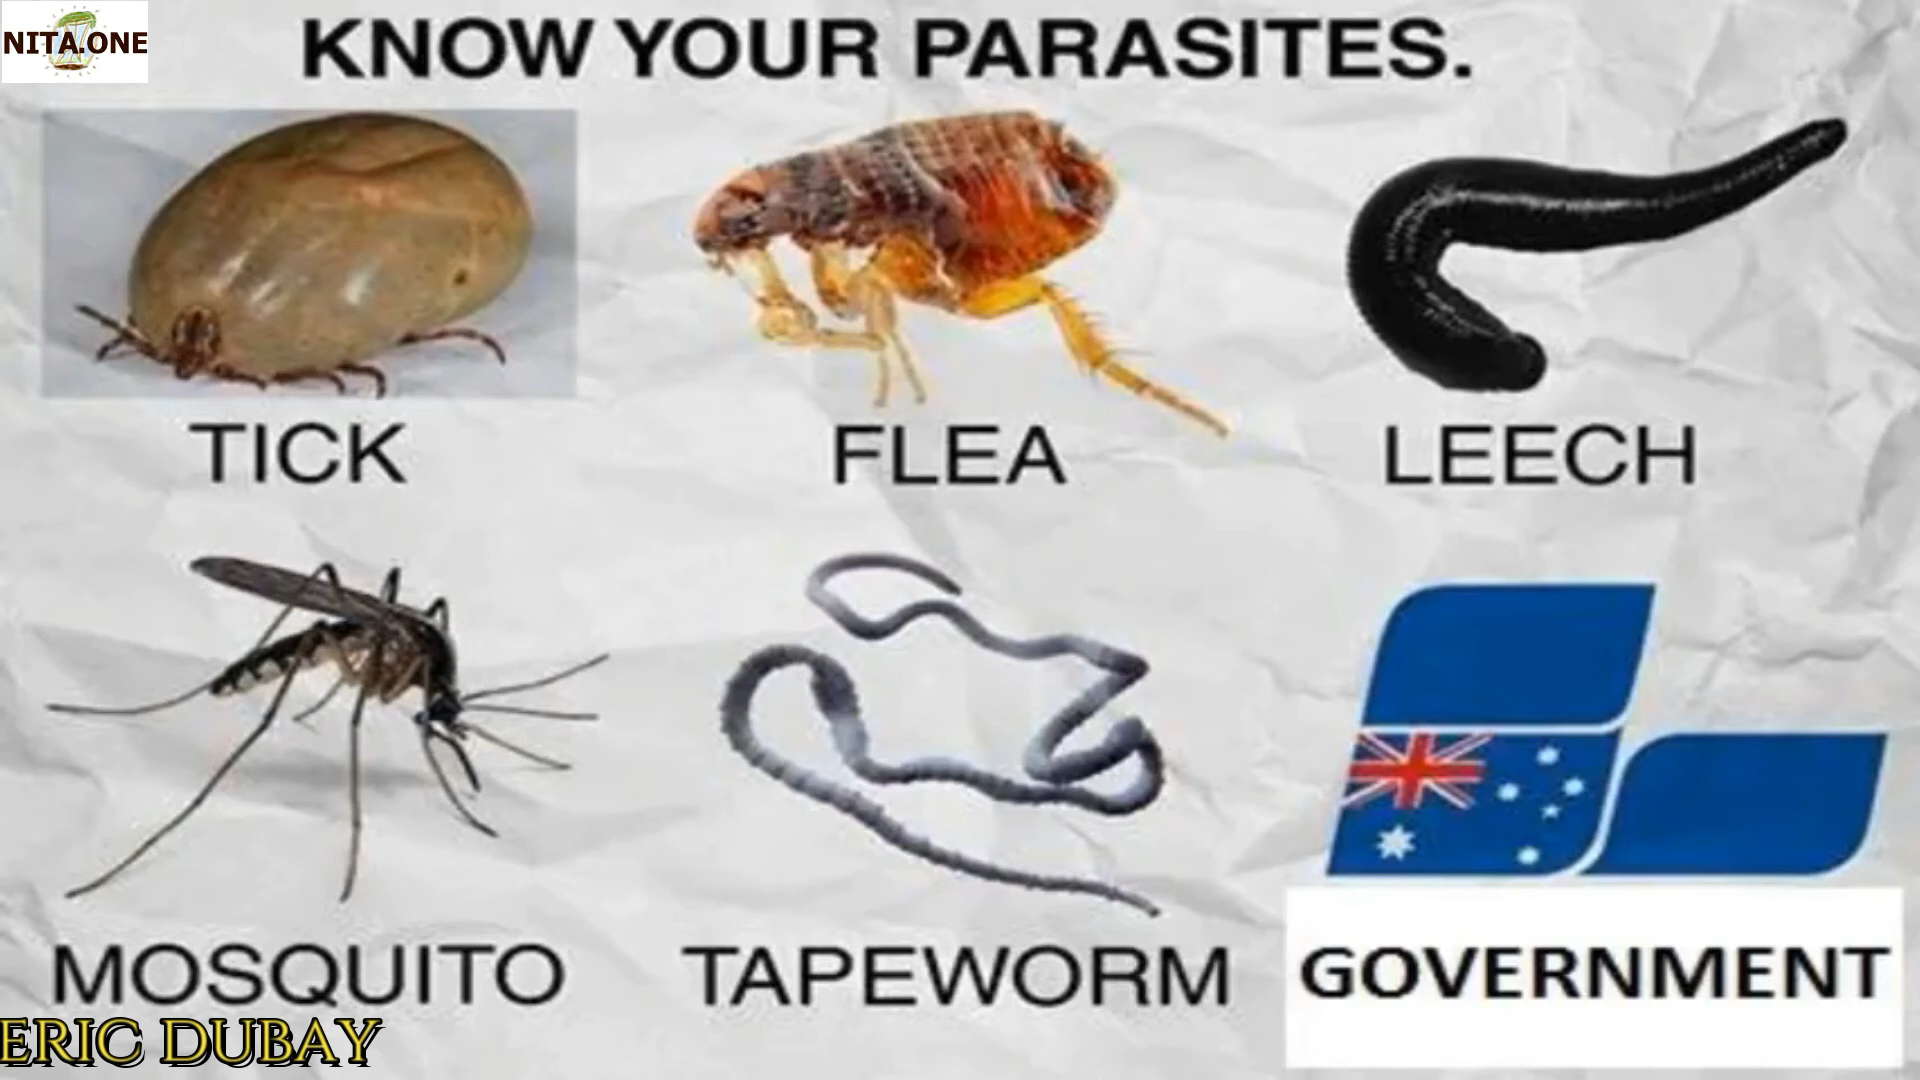 NITA.ONE
KNOW YOUR PARASITES.
TICK
FLEA
LEECH
MOSQUITO
TAPEWORM
GOVERNMENT
ERIC DUBAY